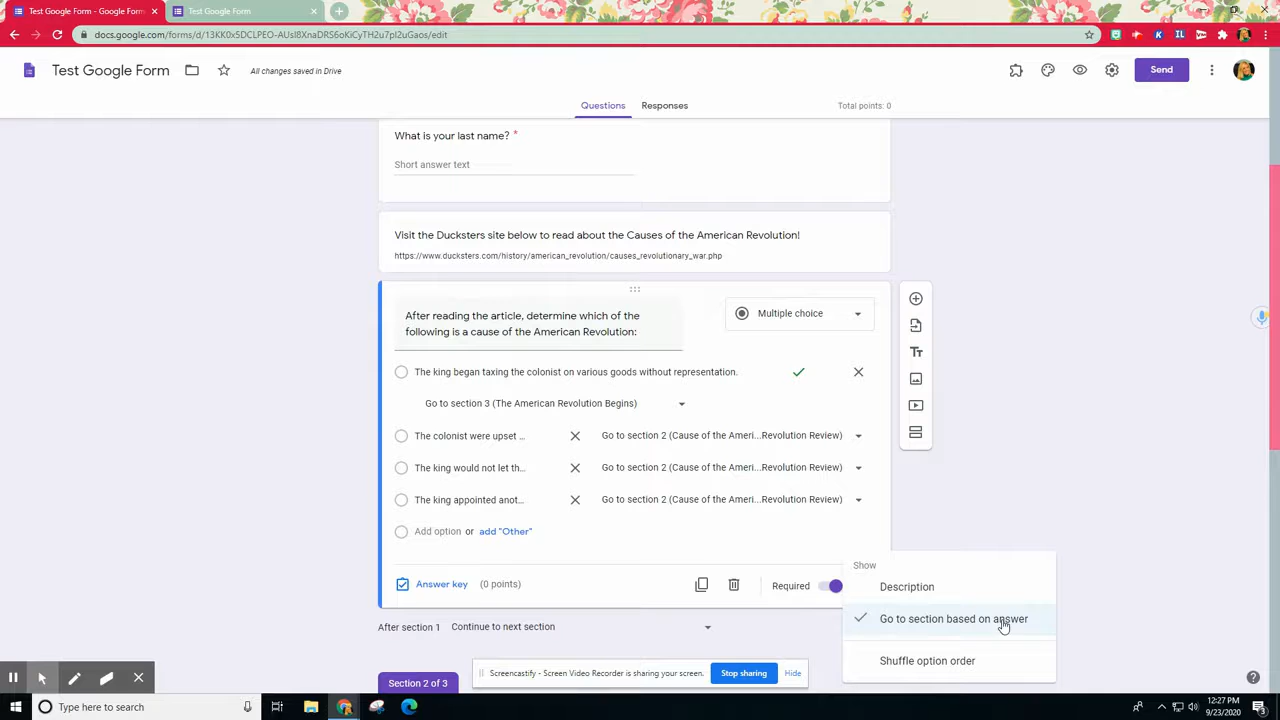 Test Google Form - Google Forms
Test Google Form
docs.google.com/forms/d/13KK0xSDCLPEO-AUsI8XnaDRS6oKiCyTH2u7pI2uGaos/edit
Test Google Form
All changes saved in Drive
Send
Questions
Responses
Total points: 0
What is your last name? *
Short answer text
Visit the Ducksters site below to read about the Causes of the American Revolution!
https://www.ducksters.com/history/american_revolution/causes_revolutionary_war.php
After reading the article, determine which of the
following is a cause of the American Revolution:
Multiple choice
The king began taxing the colonist on various goods without representation.
Go to section 3 (The American Revolution Begins)
The colonist were upset ...
Go to section 2 (Cause of the Ameri...Revolution Review)
The king would not let th...
Go to section 2 (Cause of the Ameri...Revolution Review)
The king appointed anot...
Go to section 2 (Cause of the Ameri...Revolution Review)
Add option or add "Other"
Answer key (0 points)
Required
Show
Description
Go to section based on answer
Shuffle option order
After section 1 Continue to next section
Section 2 of 3
Screencastify - Screen Video Recorder is sharing your screen.
Stop sharing
Hide
Type here to search
12:27 PM
9/23/2020